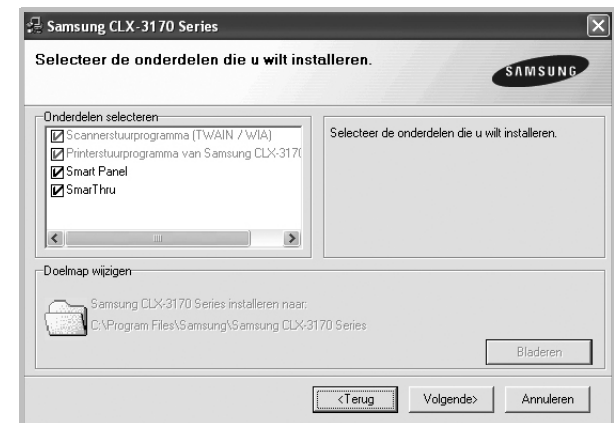 Samsung CLX-3170 Series
Selecteer de onderdelen die u wilt installeren.
SAMSUNG
Onderdelen selecteren
Scannerstuurprogramma (TWAIN / WIA)
Printerstuurprogramma van Samsung CLX-317(
Smart Panel
SmarThru
Selecteer de onderdelen die u wilt installeren.
Doelmap wijzigen
Samsung CLX-3170 Series installeren naar:
C:\Program Files\Samsung\Samsung CLX-3170 Series
Bladeren
<Terug
Volgende>
Annuleren